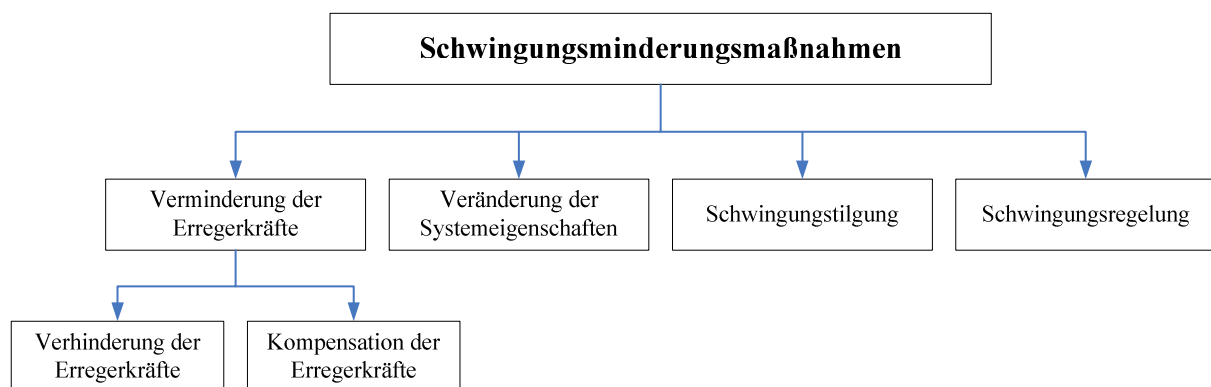 Schwingungsminderungsmaßnahmen
Verminderung der
Erregerkräfte
Veränderung der
Systemeigenschaften
Schwingungstilgung
Schwingungsregelung
Verhinderung der
Erregerkräfte
Kompensation der
Erregerkräfte